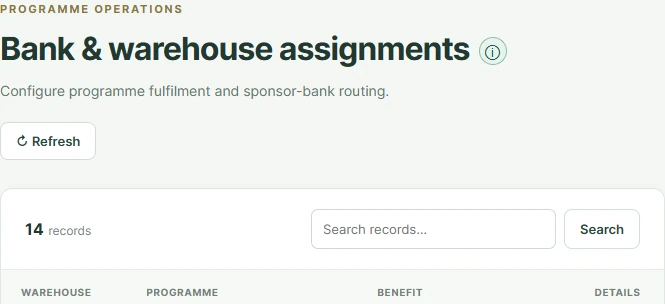 PROGRAMME OPERATIONS
Bank & warehouse assignments ⓘ
Configure programme fulfilment and sponsor-bank routing.
↻ Refresh
14 records Search records... Search
WAREHOUSE PROGRAMME BENEFIT DETAILS